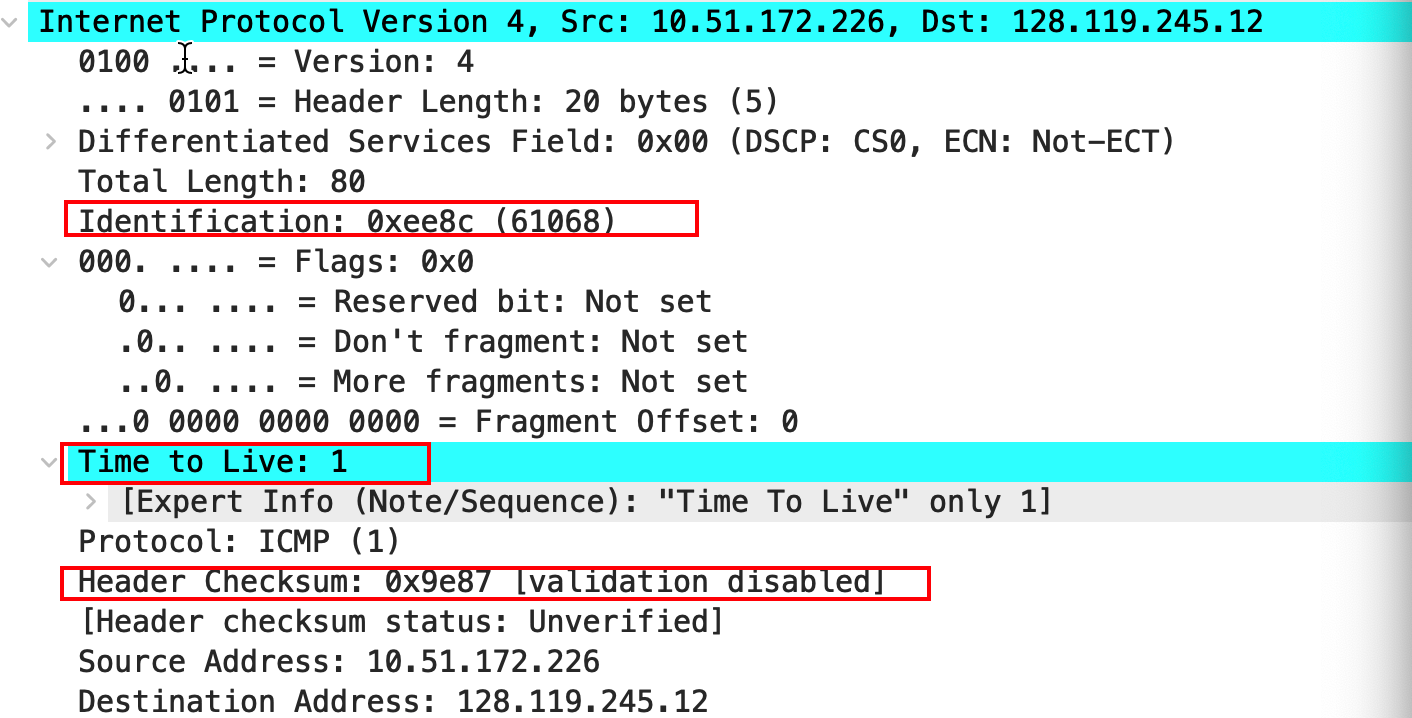 Internet Protocol Version 4, Src: 10.51.172.226, Dst: 128.119.245.12
0100 .... = Version: 4
.... 0101 = Header Length: 20 bytes (5)
Differentiated Services Field: 0x00 (DSCP: CS0, ECN: Not-ECT)
Total Length: 80
Identification: 0xee8c (61068)
000. .... = Flags: 0x0
0... .... = Reserved bit: Not set
.0.. .... = Don't fragment: Not set
..0. .... = More fragments: Not set
...0 0000 0000 0000 = Fragment Offset: 0
Time to Live: 1
[Expert Info (Note/Sequence): "Time To Live" only 1]
Protocol: ICMP (1)
Header Checksum: 0x9e87 [validation disabled]
[Header checksum status: Unverified]
Source Address: 10.51.172.226
Destination Address: 128.119.245.12